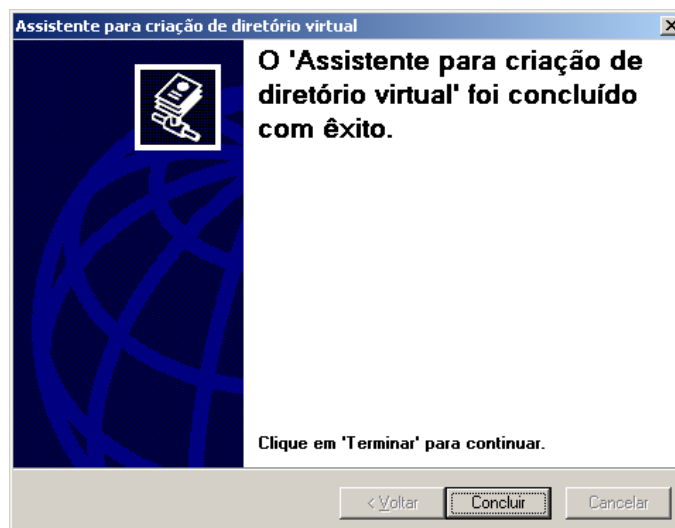 Assistente para criação de diretório virtual
O 'Assistente para criação de
diretório virtual' foi concluído
com êxito.
Clique em 'Terminar' para continuar.
< Voltar Concluir Cancelar